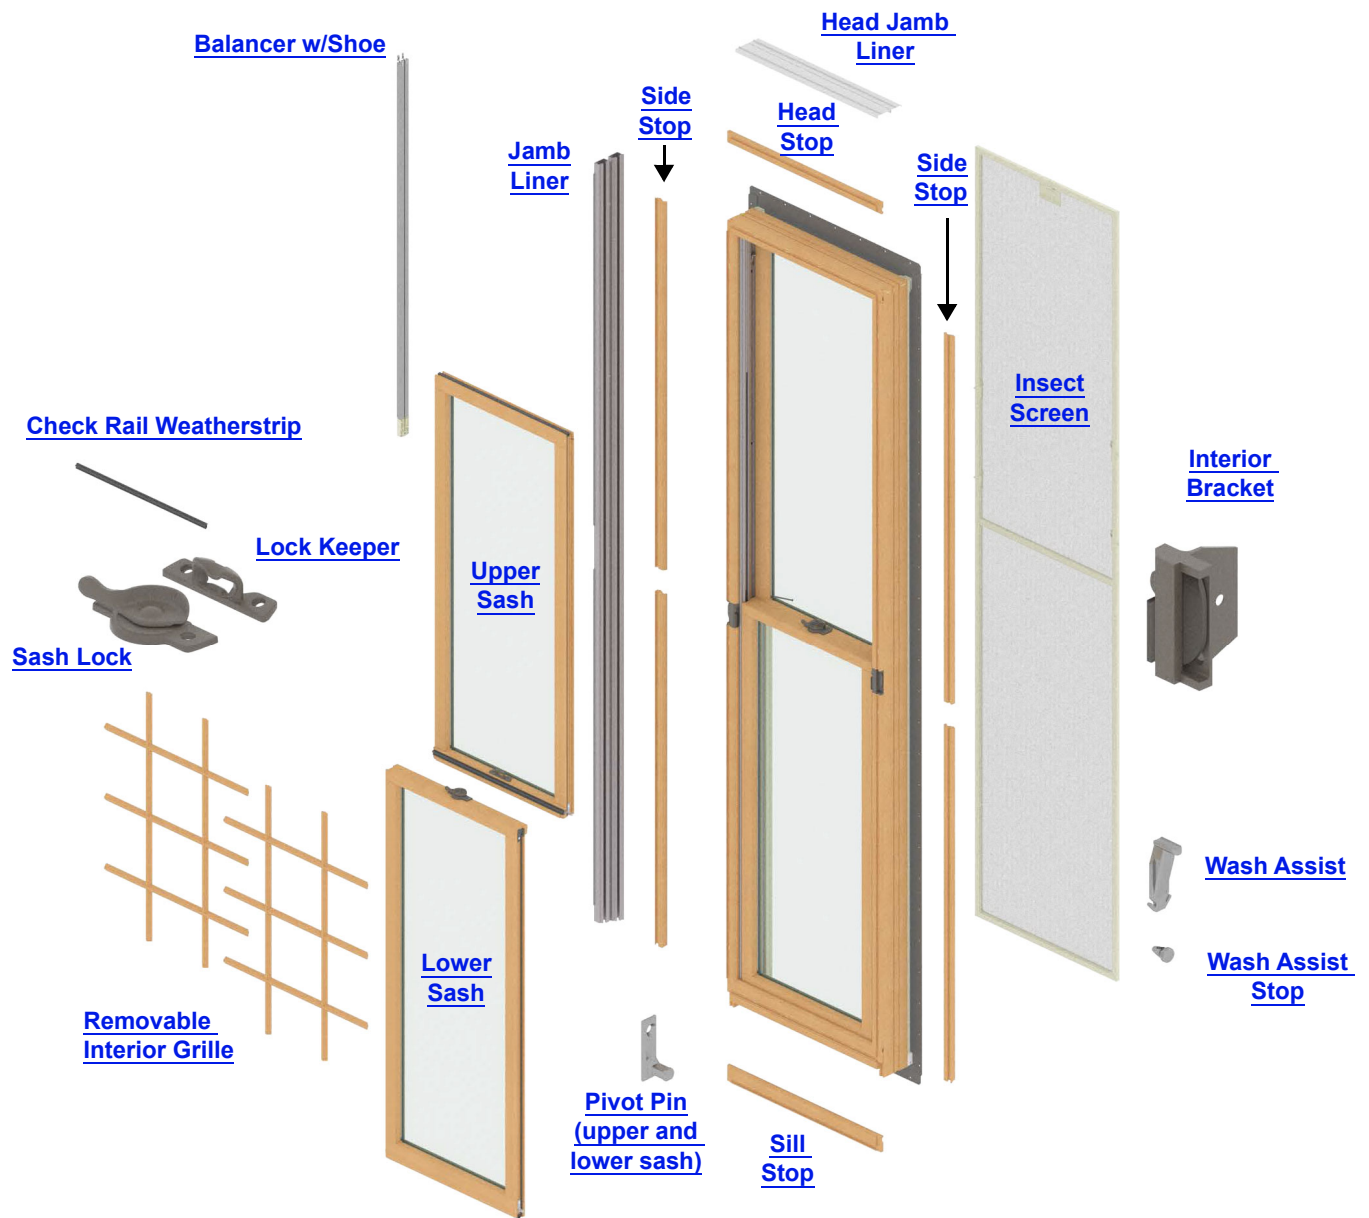 Balancer w/Shoe
Head Jamb
Liner
Side
Stop
Head
Stop
Jamb
Liner
Side
Stop
Insect
Screen
Check Rail Weatherstrip
Interior
Bracket
Lock Keeper
Upper
Sash
Sash Lock
Wash Assist
Lower
Sash
Wash Assist
Stop
Removable
Interior Grille
Pivot Pin
(upper and
lower sash)
Sill
Stop